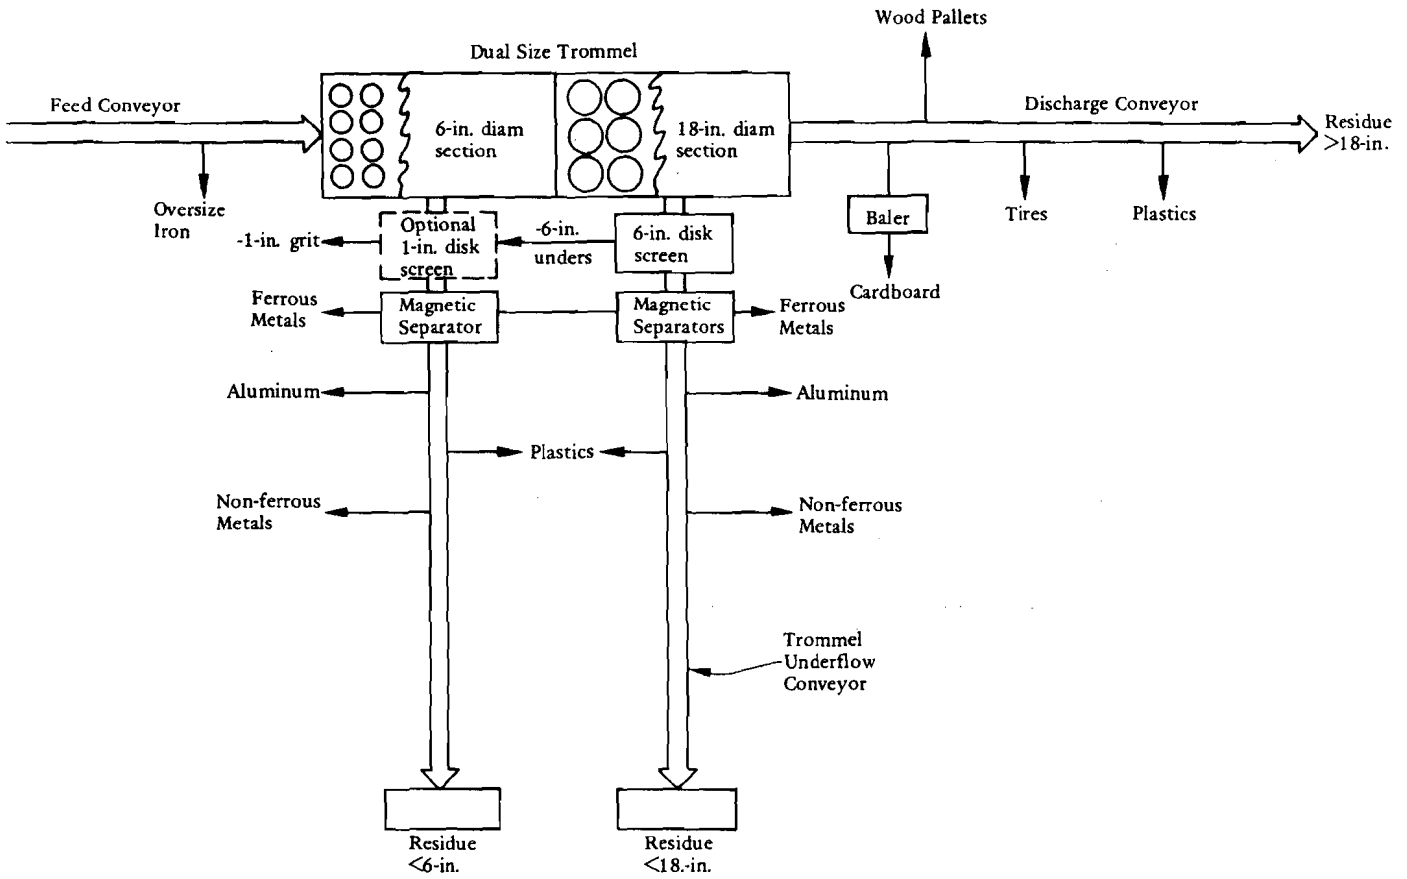 Wood Pallets
Dual Size Trommel
Feed Conveyor
Discharge Conveyor
6-in. diam
section
18-in. diam
section
Residue
>18-in.
Oversize
Iron
Baler
Tires
Plastics
Cardboard
-1-in. grit
Optional
1-in. disk
screen
-6-in.
unders
6-in. disk
screen
Ferrous
Metals
Magnetic
Separator
Magnetic
Separators
Ferrous
Metals
Aluminum
Aluminum
Plastics
Non-ferrous
Metals
Non-ferrous
Metals
Trommel
Underflow
Conveyor
Residue
<6-in.
Residue
<18.-in.